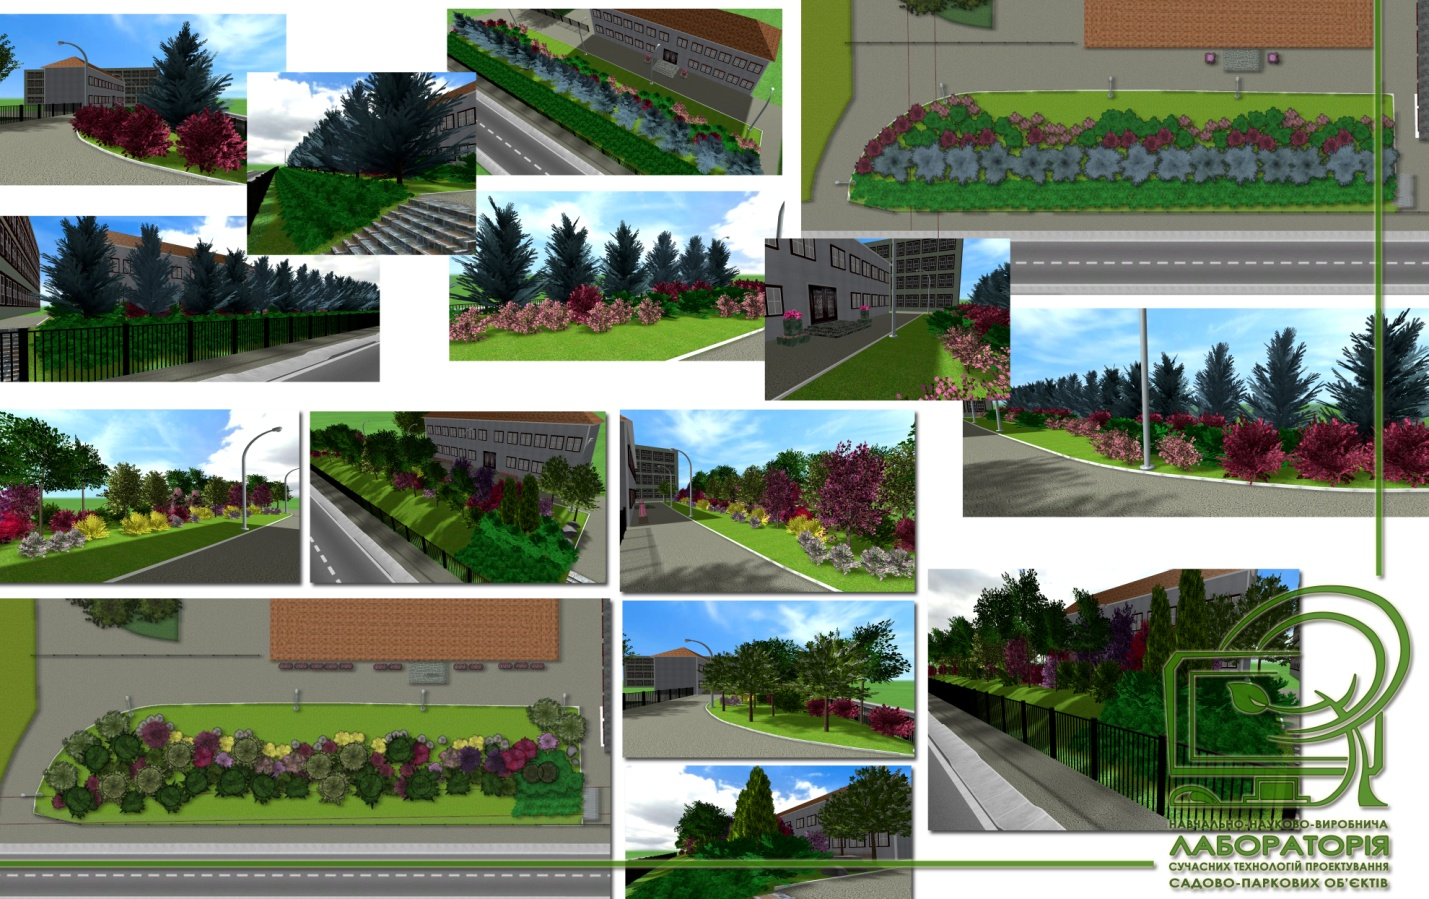 НАВЧАЛЬНО-НАУКОВО-ВИРОБНИЧА
ЛАБОРАТОРІЯ
СУЧАСНИХ ТЕХНОЛОГІЙ ПРОЕКТУВАННЯ
САДОВО-ПАРКОВИХ ОБ'ЄКТІВ